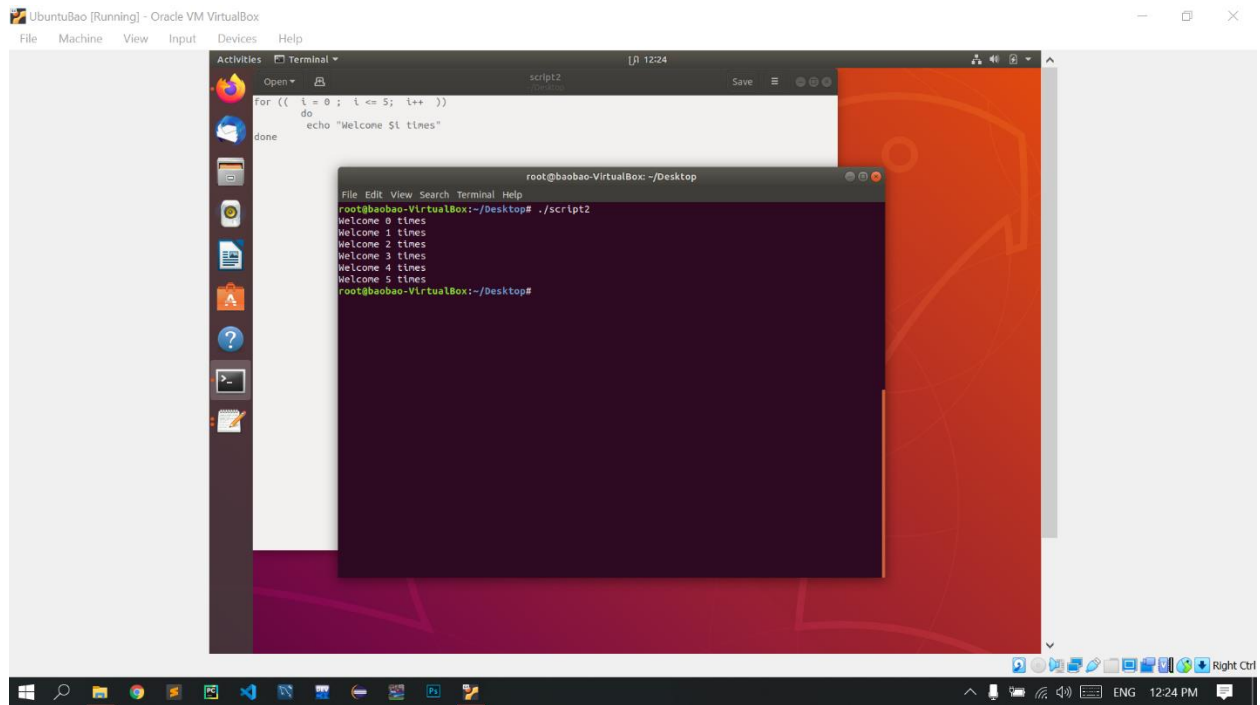 UbuntuBao [Running] - Oracle VM VirtualBox
File Machine View Input Devices Help
Activities Terminal 12:24
Open script2 Save
~/Desktop
for (( i = 0 ; i <= 5; i++ ))
do
echo "Welcome $i times"
done
root@baobao-VirtualBox: ~/Desktop
File Edit View Search Terminal Help
root@baobao-VirtualBox:~/Desktop# ./script2
Welcome 0 times
Welcome 1 times
Welcome 2 times
Welcome 3 times
Welcome 4 times
Welcome 5 times
root@baobao-VirtualBox:~/Desktop#
Right Ctrl
ENG 12:24 PM